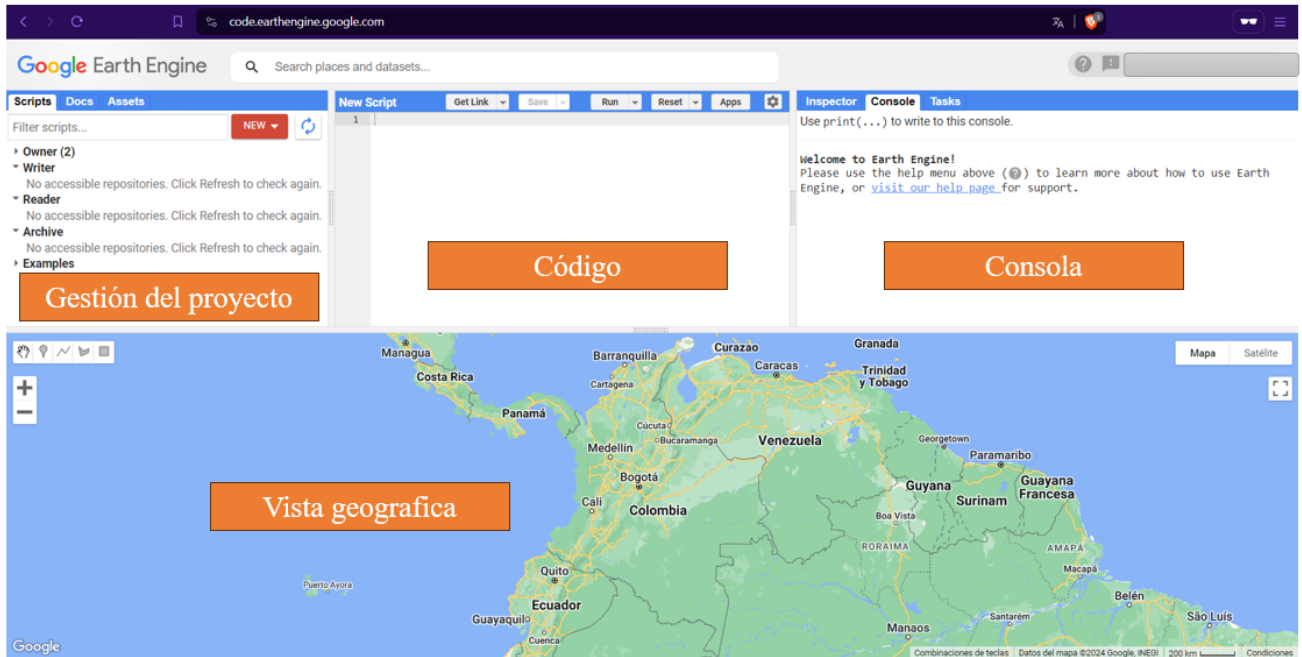 code.earthengine.google.com
Google Earth Engine
Search places and datasets...
Scripts Docs Assets
Filter scripts...
NEW
Owner (2)
Writer
No accessible repositories. Click Refresh to check again.
Reader
No accessible repositories. Click Refresh to check again.
Archive
No accessible repositories. Click Refresh to check again.
Examples
Gestión del proyecto
New Script Get Link Save Run Reset Apps
1
Código
Inspector Console Tasks
Use print(...) to write to this console.
Welcome to Earth Engine!
Please use the help menu above (?) to learn more about how to use Earth
Engine, or visit our help page for support.
Consola
Mapa Satélite
Managua
Costa Rica
Panamá
Barranquilla
Cartagena
Curazao
Caracas
Granada
Trinidad
y Tobago
Cúcuta
Bucaramanga
Medellín
Venezuela
Georgetown
Paramaribo
Bogotá
Guyana
Guayana
Francesa
Surinam
Cali
Colombia
Boa Vista
Vista geografica
RORAIMA
AMAPÁ
Macapá
Quito
Puerto Ayora
Ecuador
Belén
Guayaquil
Santarém
São Luís
Manaos
Cuenca
Google
Combinaciones de teclas Datos del mapa ©2024 Google, INEGI 200 km Condiciones